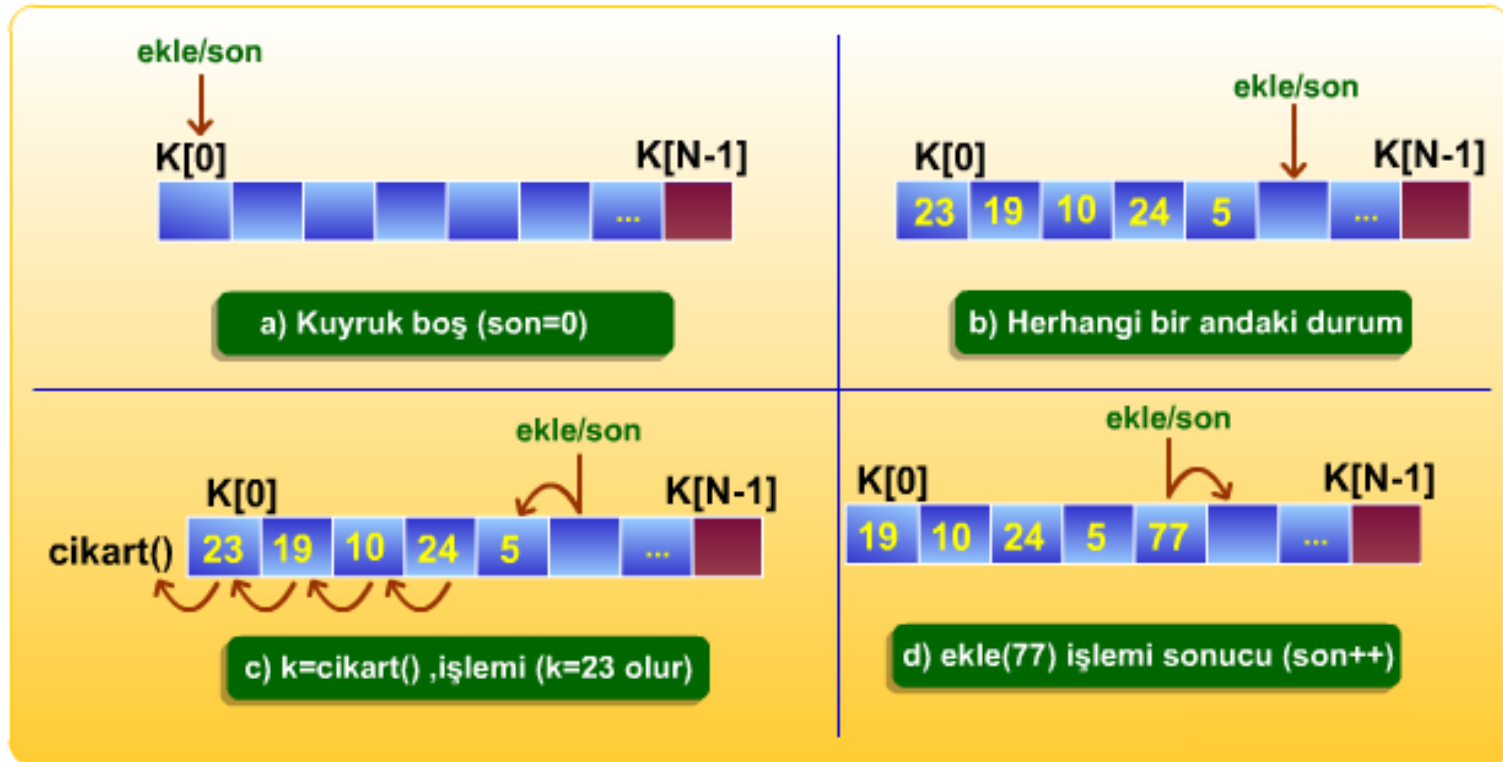 ekle/son
K[0] K[N-1]
...
a) Kuyruk boş (son=0)
ekle/son
K[0] K[N-1]
23 19 10 24 5 ...
b) Herhangi bir andaki durum
ekle/son
K[0] K[N-1]
cikart() 23 19 10 24 5 ...
c) k=cikart() ,işlemi (k=23 olur)
ekle/son
K[0] K[N-1]
19 10 24 5 77 ...
d) ekle(77) işlemi sonucu (son++)